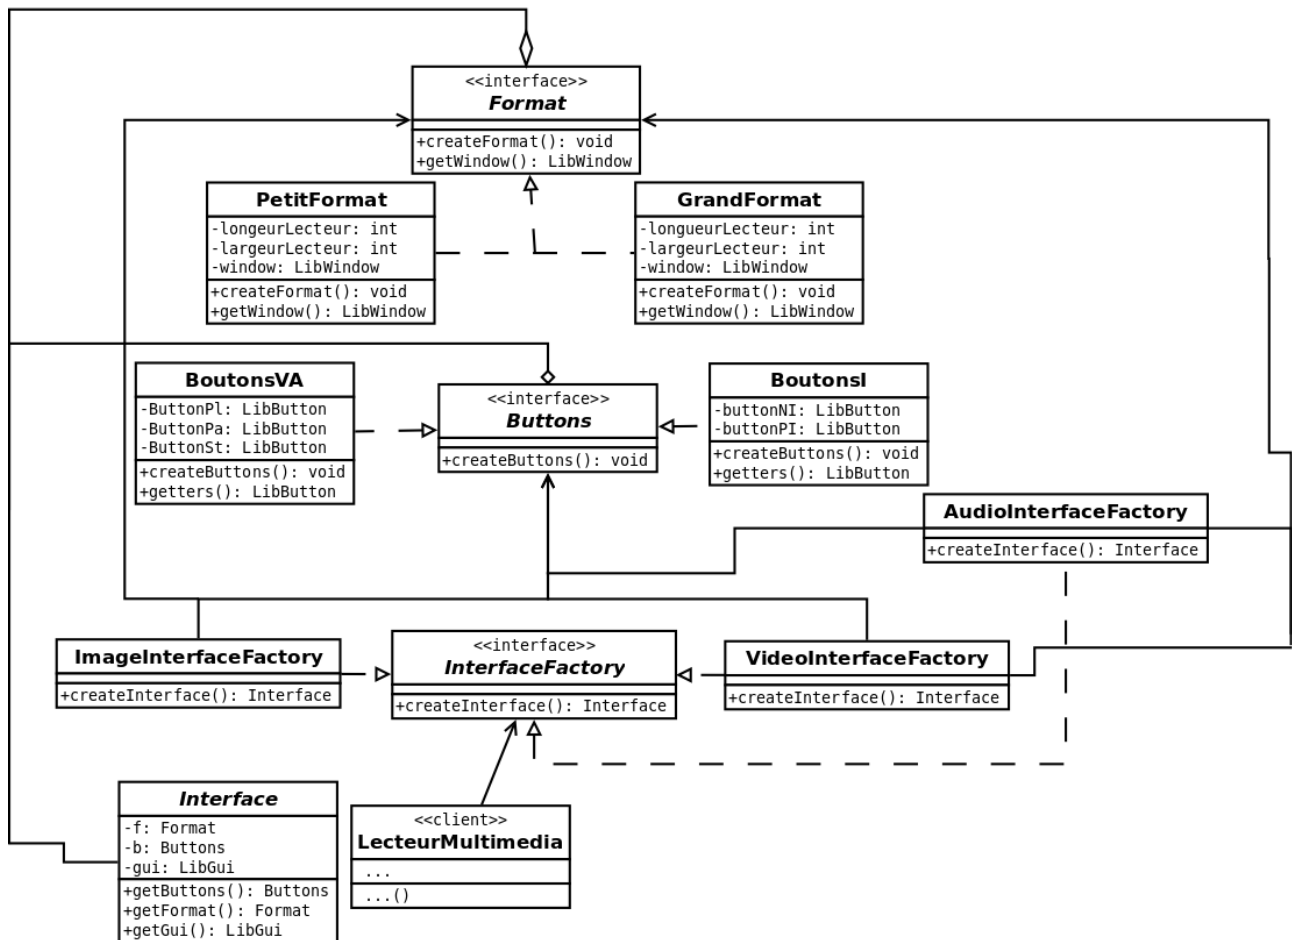 <<interface>>
Format
+createFormat(): void
+getWindow(): LibWindow
PetitFormat
-longeurLecteur: int
-largeurLecteur: int
-window: LibWindow
+createFormat(): void
+getWindow(): LibWindow
GrandFormat
-longueurLecteur: int
-largeurLecteur: int
-window: LibWindow
+createFormat(): void
+getWindow(): LibWindow
BoutonsVA
-ButtonPl: LibButton
-ButtonPa: LibButton
-ButtonSt: LibButton
+createButtons(): void
+getters(): LibButton
<<interface>>
Buttons
+createButtons(): void
BoutonsI
-buttonNI: LibButton
-buttonPI: LibButton
+createButtons(): void
+getters(): LibButton
AudioInterfaceFactory
+createInterface(): Interface
ImageInterfaceFactory
+createInterface(): Interface
<<interface>>
InterfaceFactory
+createInterface(): Interface
VideoInterfaceFactory
+createInterface(): Interface
Interface
-f: Format
-b: Buttons
-gui: LibGui
+getButtons(): Buttons
+getFormat(): Format
+getGui(): LibGui
<<client>>
LecteurMultimedia
...
...()